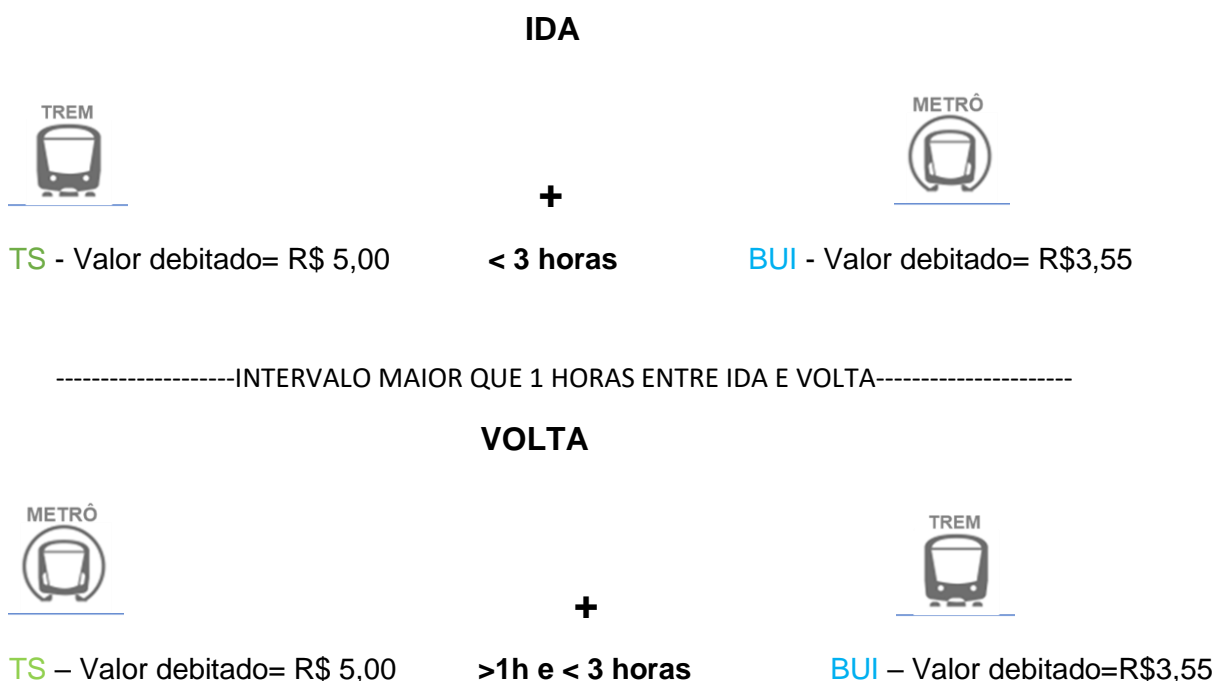 IDA
TREM
METRÔ
+
TS - Valor debitado= R$ 5,00 < 3 horas BUI - Valor debitado= R$3,55
--------------------INTERVALO MAIOR QUE 1 HORAS ENTRE IDA E VOLTA----------------------
VOLTA
METRÔ
TREM
+
TS – Valor debitado= R$ 5,00 >1h e < 3 horas BUI – Valor debitado=R$3,55